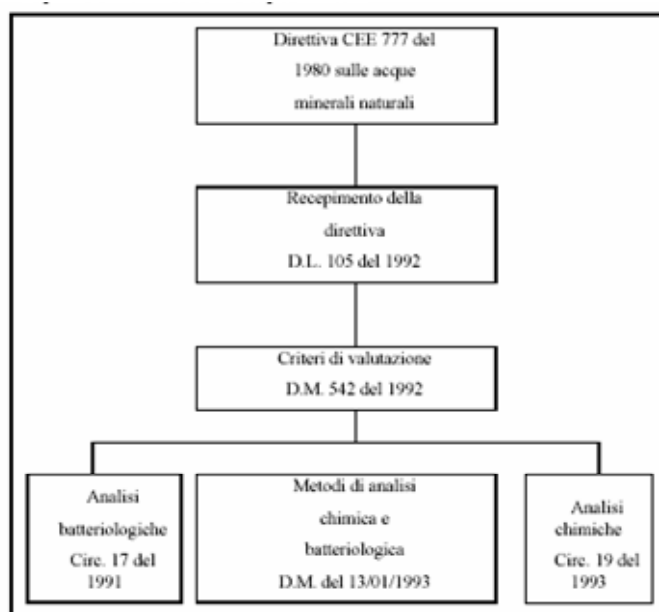 Direttiva CEE 777 del
1980 sulle acque
minerali naturali
Recepimento della
direttiva
D.L. 105 del 1992
Criteri di valutazione
D.M. 542 del 1992
Analisi
batteriologiche
Circ. 17 del
1991
Metodi di analisi
chimica e
batteriologica
D.M. del 13/01/1993
Analisi
chimiche
Circ. 19 del
1993